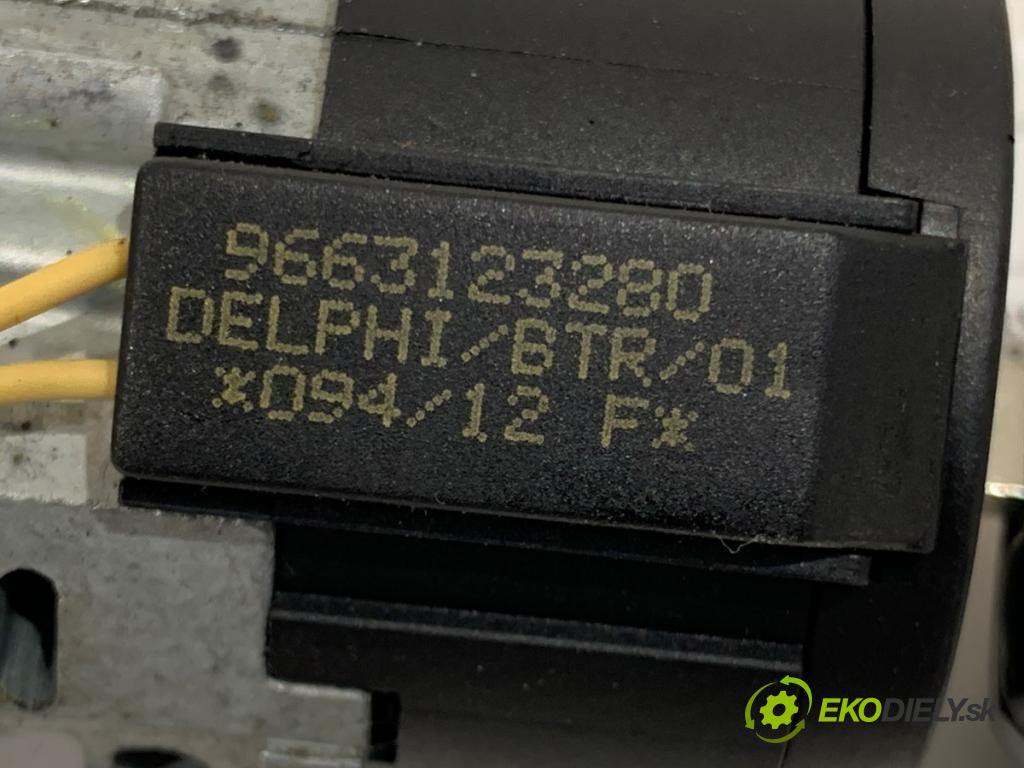 9663123280
DELPHI/BTR/01
*094/12 F*
EKODIELY.sk